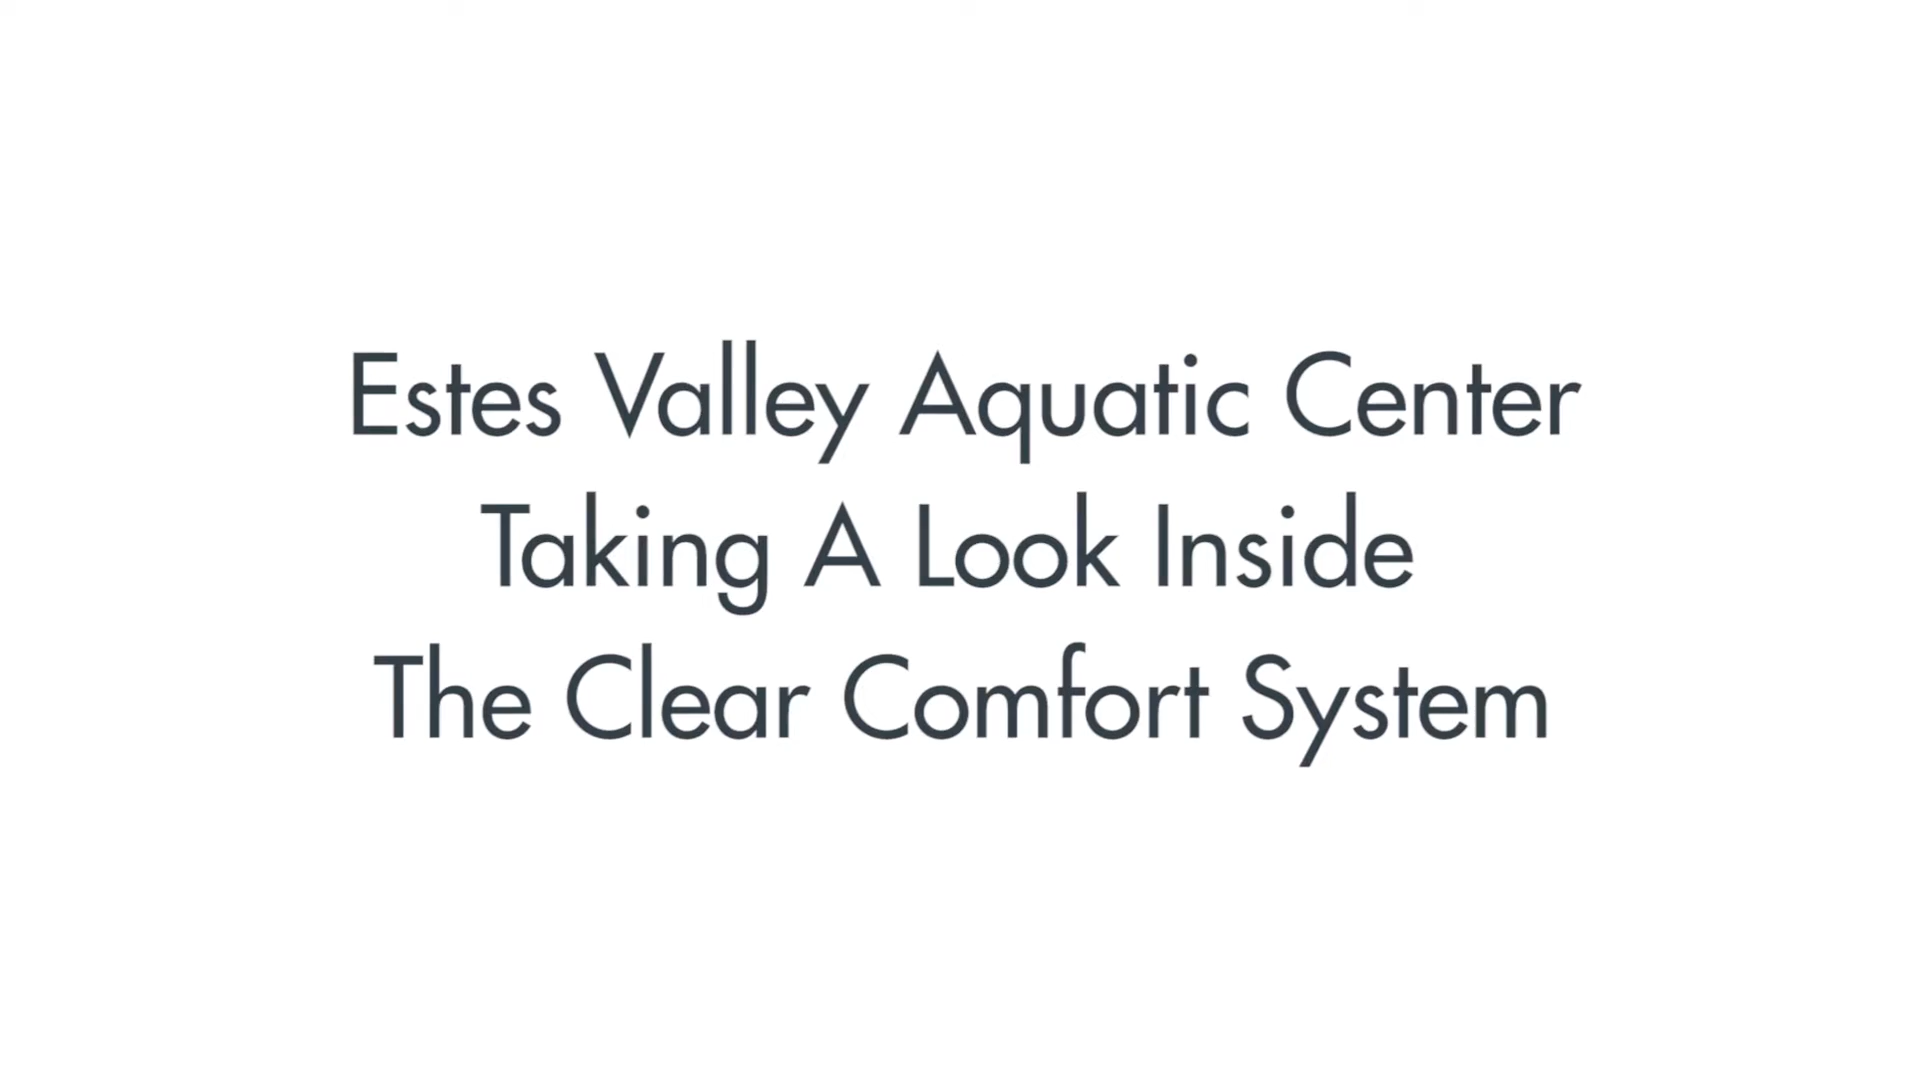 Estes Valley Aquatic Center
Taking A Look Inside
The Clear Comfort System